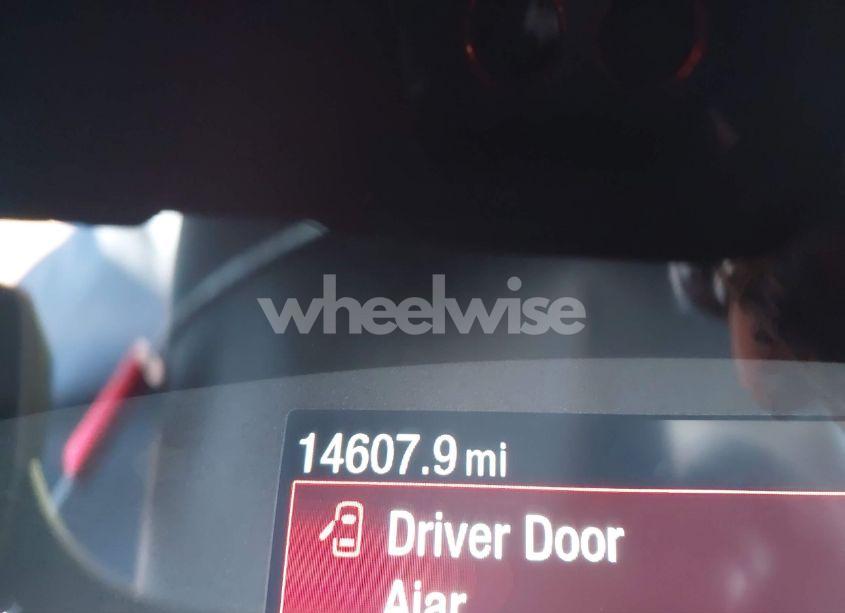 wheelwise
14607.9 mi
Driver Door
Ajar